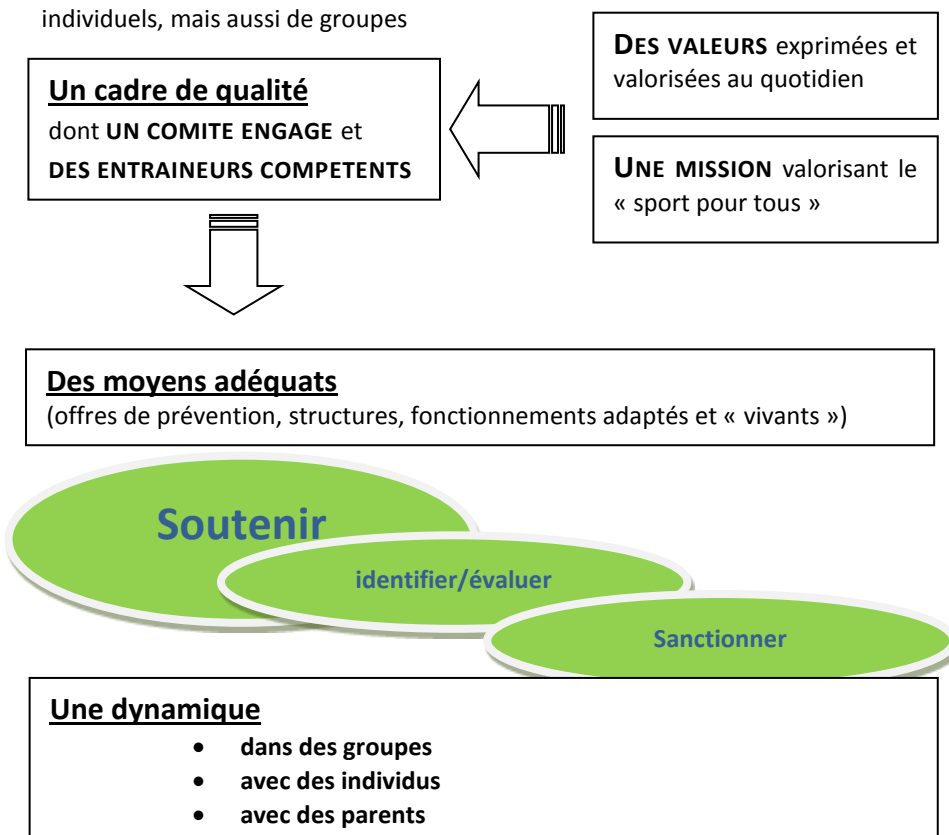 individuels, mais aussi de groupes
DES VALEURS exprimées et
valorisées au quotidien
Un cadre de qualité
dont UN COMITE ENGAGE et
DES ENTRAINEURS COMPETENTS
UNE MISSION valorisant le
« sport pour tous »
Des moyens adéquats
(offres de prévention, structures, fonctionnements adaptés et « vivants »)
Soutenir
identifier/évaluer
Sanctionner
Une dynamique
• dans des groupes
• avec des individus
• avec des parents